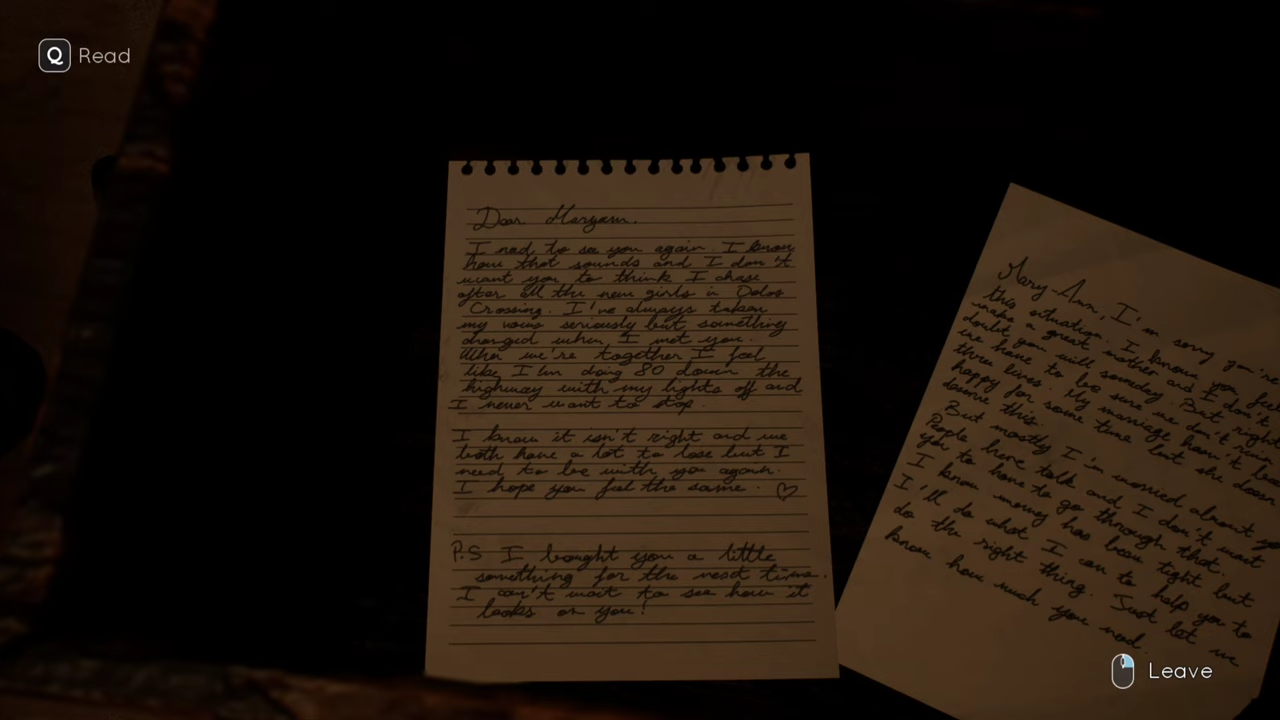 Q Read
Dear Maryann.
I need to see you again. I know
how that sounds and I don't
want you to think I chase
after all the new girls in Odos
Crossing. I've always taken
my vows seriously but something
changed when I met you.
When we're together I feel
like I'm doing 80 down the
highway with my lights off and
I never want to stop.
I know it isn't right and we
both have a lot to lose but I
need to be with you again.
I hope you feel the same. ♡
P.S I bought you a little
something for the next time.
I can't wait to see how it
looks on you!
Mary-Ann, I'm sorry you're
this situation. I know you feel
make a great mother and I don't
doubt you will someday. But right
we have to be sure we don't ruin
three lives. My marriage hasn't been
happy for some time but she doesn
deserve this.
But mostly I'm worried about you
People here talk and I don't want
you to have to go through that.
I know money has been tight but
I'll do what I can to help you to
do the right thing. Just let me
know how much you need
Leave